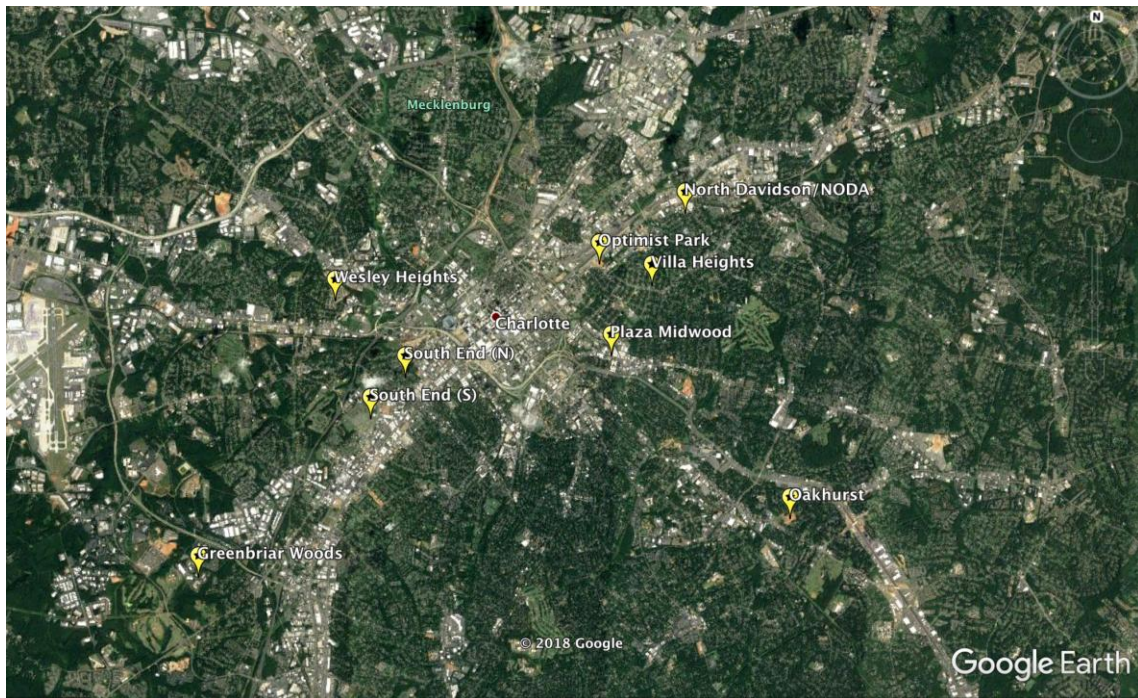 N
Mecklenburg
North Davidson/NODA
Optimist Park
Villa Heights
Wesley Heights
Charlotte
Plaza Midwood
South End (N)
South End (S)
Oakhurst
Greenbriar Woods
© 2018 Google
Google Earth